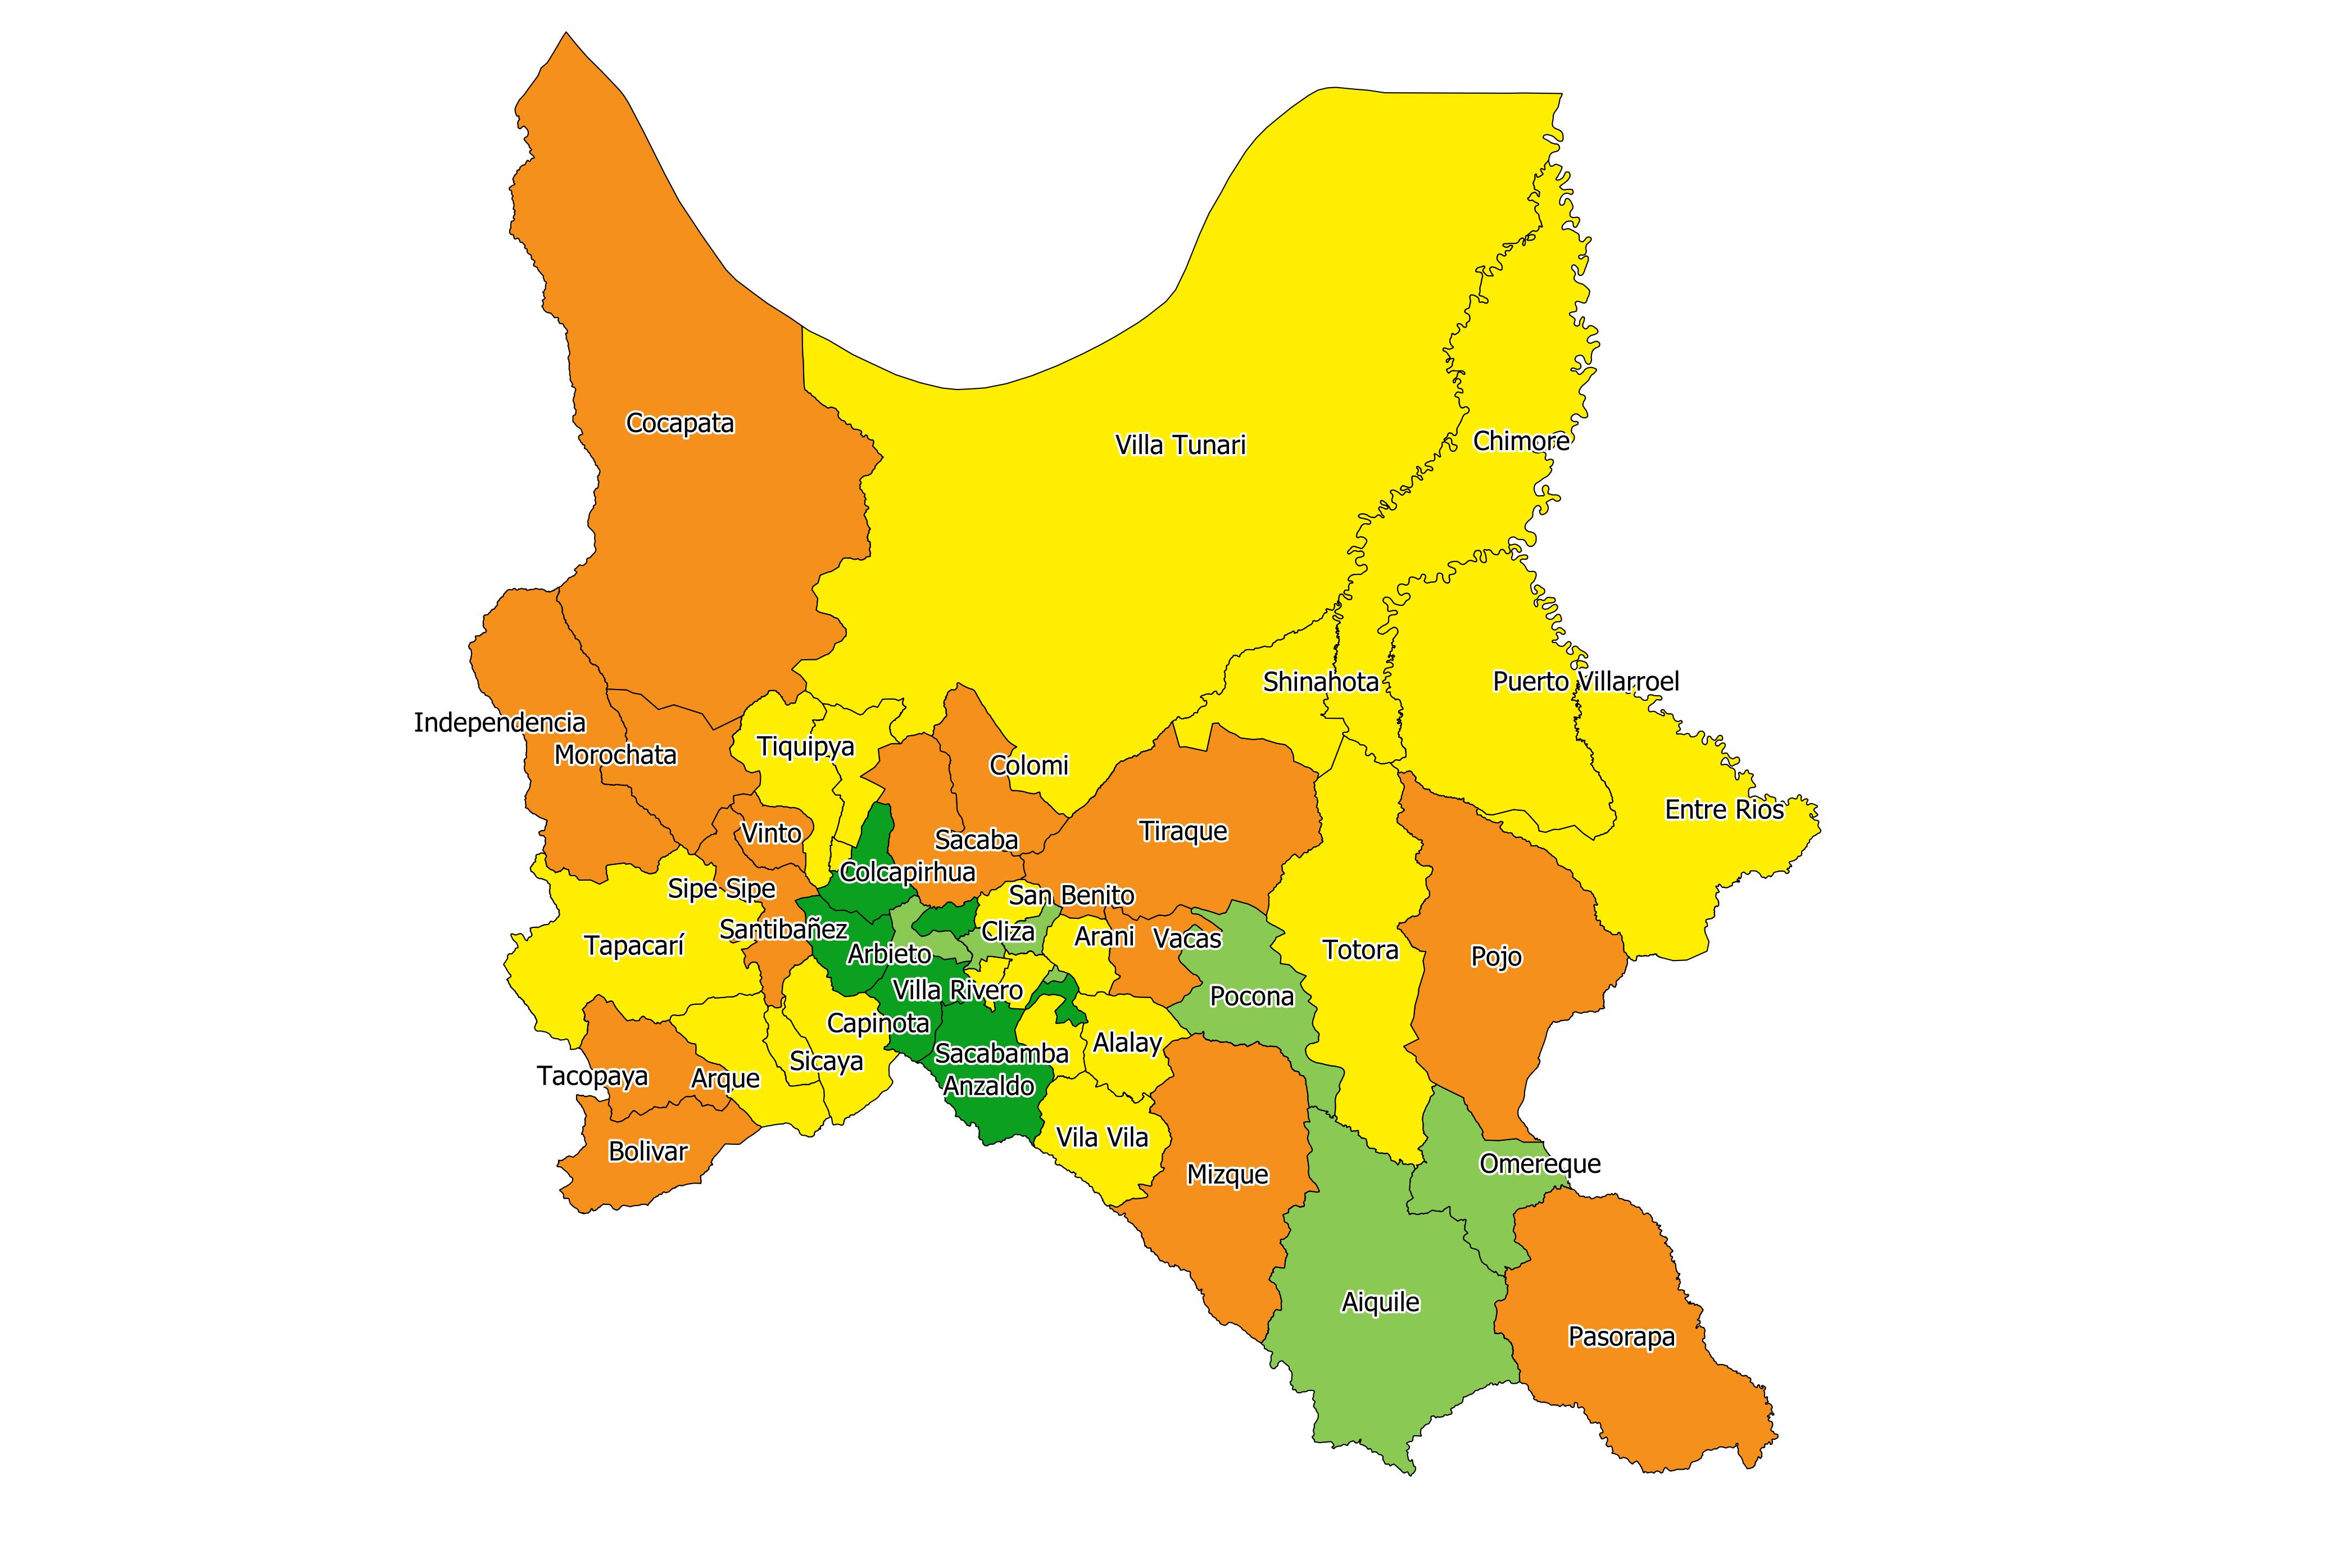 Cocapata
Villa Tunari
Chimore
Shinahota
Puerto Villarroel
Independencia
Morochata
Tiquipya
Colomi
Entre Rios
Vinto
Sacaba
Tiraque
Colcapirhua
Sipe Sipe
San Benito
Santibañez
Cliza
Arani
Vacas
Tapacarí
Arbieto
Totora
Pojo
Villa Rivero
Pocona
Capinota
Alalay
Sicaya
Sacabamba
Tacopaya
Arque
Anzaldo
Bolivar
Vila Vila
Mizque
Omereque
Aiquile
Pasorapa